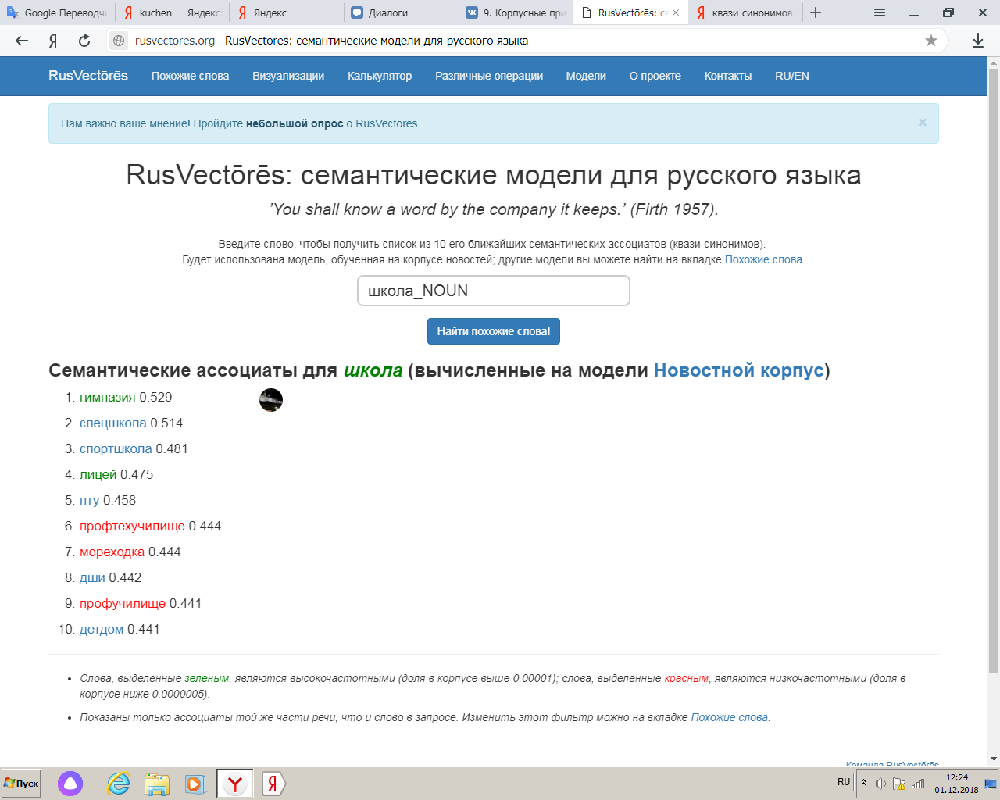 Google Переводчи
kuchen — Яндекс:
Яндекс
Диалоги
9. Корпусные при
RusVectōrēs: се
квази-синонимов
rusvectores.org RusVectōrēs: семантические модели для русского языка
RusVectōrēs Похожие слова Визуализации Калькулятор Различные операции Модели О проекте Контакты RU/EN
Нам важно ваше мнение! Пройдите небольшой опрос о RusVectōrēs. ×
RusVectōrēs: семантические модели для русского языка
’You shall know a word by the company it keeps.’ (Firth 1957).
Введите слово, чтобы получить список из 10 его ближайших семантических ассоциатов (квази-синонимов).
Будет использована модель, обученная на корпусе новостей; другие модели вы можете найти на вкладке Похожие слова.
школа_NOUN
Найти похожие слова!
Семантические ассоциаты для школа (вычисленные на модели Новостной корпус)
1. гимназия 0.529
2. спецшкола 0.514
3. спортшкола 0.481
4. лицей 0.475
5. пту 0.458
6. профтехучилище 0.444
7. мореходка 0.444
8. дши 0.442
9. профучилище 0.441
10. детдом 0.441
• Слова, выделенные зеленым, являются высокочастотными (доля в корпусе выше 0.00001); слова, выделенные красным, являются низкочастотными (доля в
корпусе ниже 0.0000005).
• Показаны только ассоциаты той же части речи, что и слово в запросе. Изменить этот фильтр можно на вкладке Похожие слова.
Команда RusVectōrēs
Пуск
RU
12:24
01.12.2018